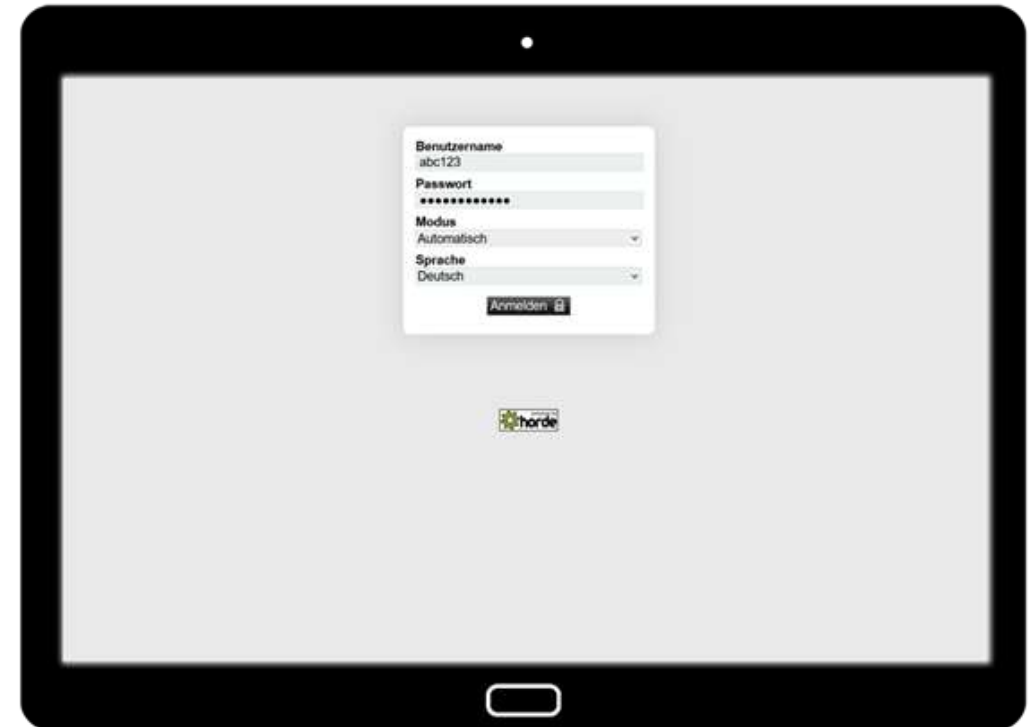 Benutzername
abc123
Passwort
••••••••••••
Modus
Automatisch
Sprache
Deutsch
Anmelden
horde